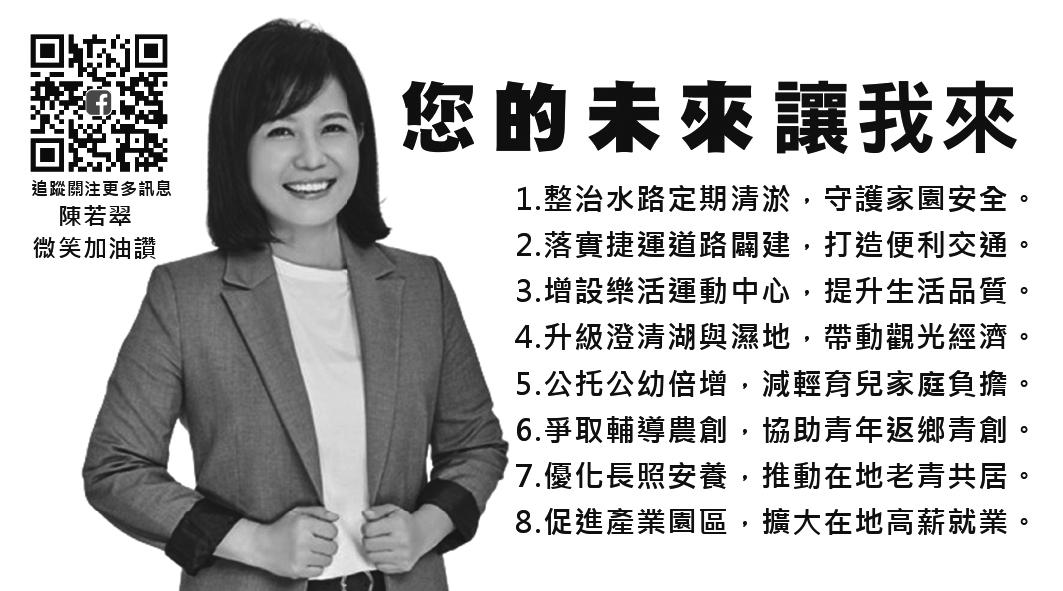 追蹤關注更多訊息
陳若翠
微笑加油讚
您的未來讓我來
1.整治水路定期清淤，守護家園安全。
2.落實捷運道路闢建，打造便利交通。
3.增設樂活運動中心，提升生活品質。
4.升級澄清湖與濕地，帶動觀光經濟。
5.公托公幼倍增，減輕育兒家庭負擔。
6.爭取輔導農創，協助青年返鄉青創。
7.優化長照安養，推動在地老青共居。
8.促進產業園區，擴大在地高薪就業。